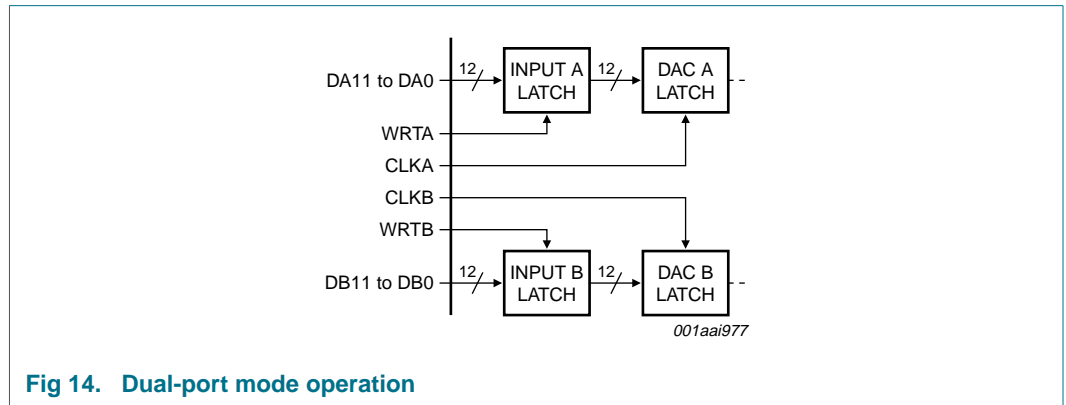 DA11 to DA0
12
INPUT A
LATCH
12
DAC A
LATCH
WRTA
CLKA
CLKB
WRTB
DB11 to DB0
12
INPUT B
LATCH
12
DAC B
LATCH
001aai977
Fig 14. Dual-port mode operation